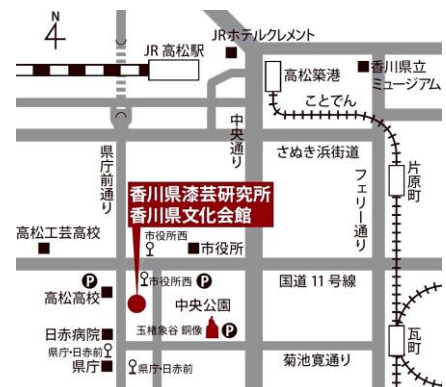 N
4
JRホテルクレメント
JR 高松駅
高松築港
香川県立
ミュージアム
ことでん
中央通り
さぬき浜街道
県庁前通り
フェリー通り
片原町
香川県漆芸研究所
香川県文化会館
高松工芸高校
市役所西
市役所
P
市役所西
P
国道 11 号線
高松高校
中央公園
日赤病院
玉楮象谷 銅像
P
瓦町
県庁・日赤前
県庁
県庁・日赤前
菊池寛通り